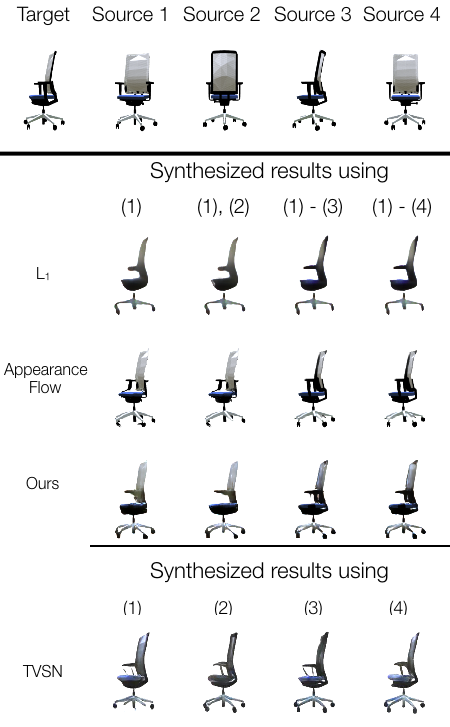 Target Source 1 Source 2 Source 3 Source 4
Synthesized results using
(1) (1), (2) (1) - (3) (1) - (4)
L₁
Appearance
Flow
Ours
Synthesized results using
(1) (2) (3) (4)
TVSN